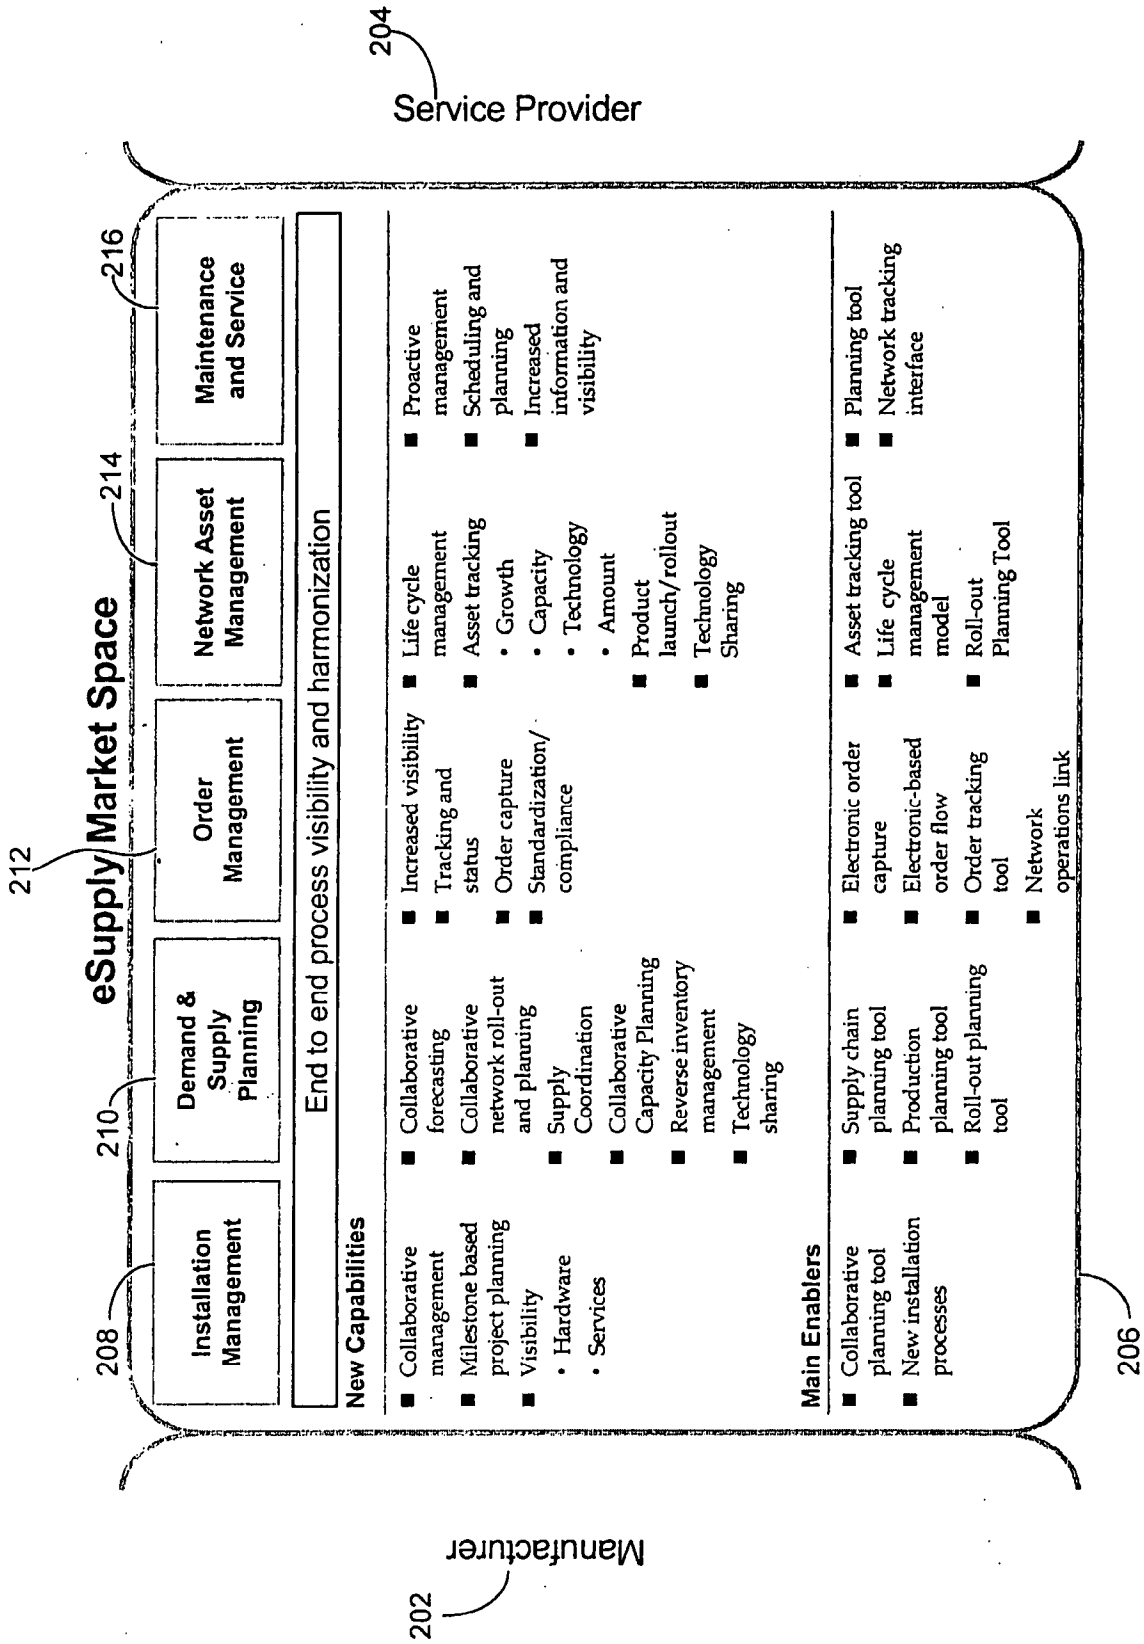 eSupply Market Space
212
208
210
214
216
Installation
Management
Demand &
Supply
Planning
Order
Management
Network Asset
Management
Maintenance
and Service
End to end process visibility and harmonization
New Capabilities
■ Collaborative
management
■ Milestone based
project planning
■ Visibility
• Hardware
• Services
■ Collaborative
forecasting
■ Collaborative
network roll-out
and planning
■ Supply
Coordination
■ Collaborative
Capacity Planning
■ Reverse inventory
management
■ Technology
sharing
■ Increased visibility
■ Tracking and
status
■ Order capture
■ Standardization/
compliance
■ Life cycle
management
■ Asset tracking
• Growth
• Capacity
• Technology
• Amount
■ Product
launch/rollout
■ Technology
Sharing
■ Proactive
management
■ Scheduling and
planning
■ Increased
information and
visibility
Main Enablers
■ Collaborative
planning tool
■ New installation
processes
■ Supply chain
planning tool
■ Production
planning tool
■ Roll-out planning
tool
■ Electronic order
capture
■ Electronic-based
order flow
■ Order tracking
tool
■ Network
operations link
■ Asset tracking tool
■ Life cycle
management
model
■ Roll-out
Planning Tool
■ Planning tool
■ Network tracking
interface
202
Manufacturer
Service Provider
204
206